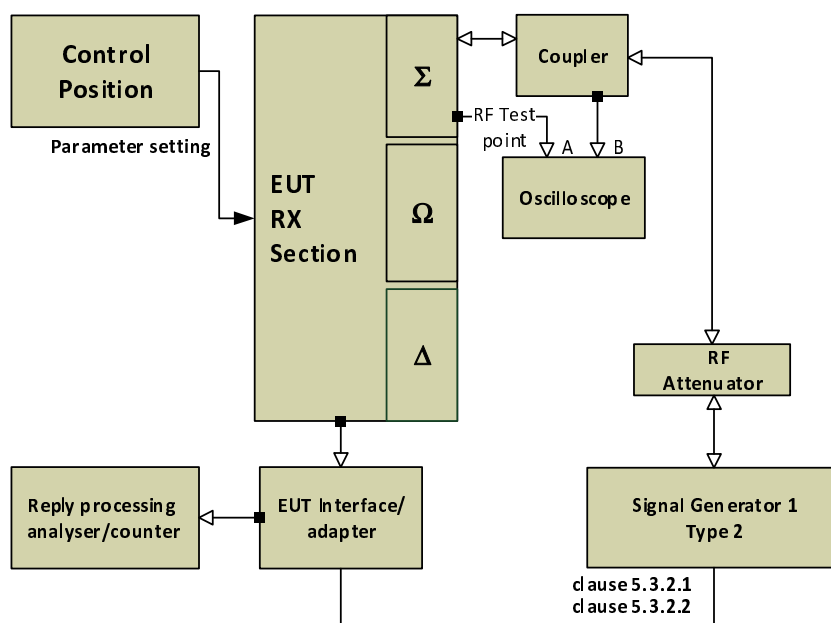 Control
Position
Parameter setting
EUT
RX
Section
Σ
Ω
Δ
Coupler
RF Test
point
A
B
Oscilloscope
RF
Attenuator
Reply processing
analyser/counter
EUT Interface/
adapter
Signal Generator 1
Type 2
clause 5.3.2.1
clause 5.3.2.2